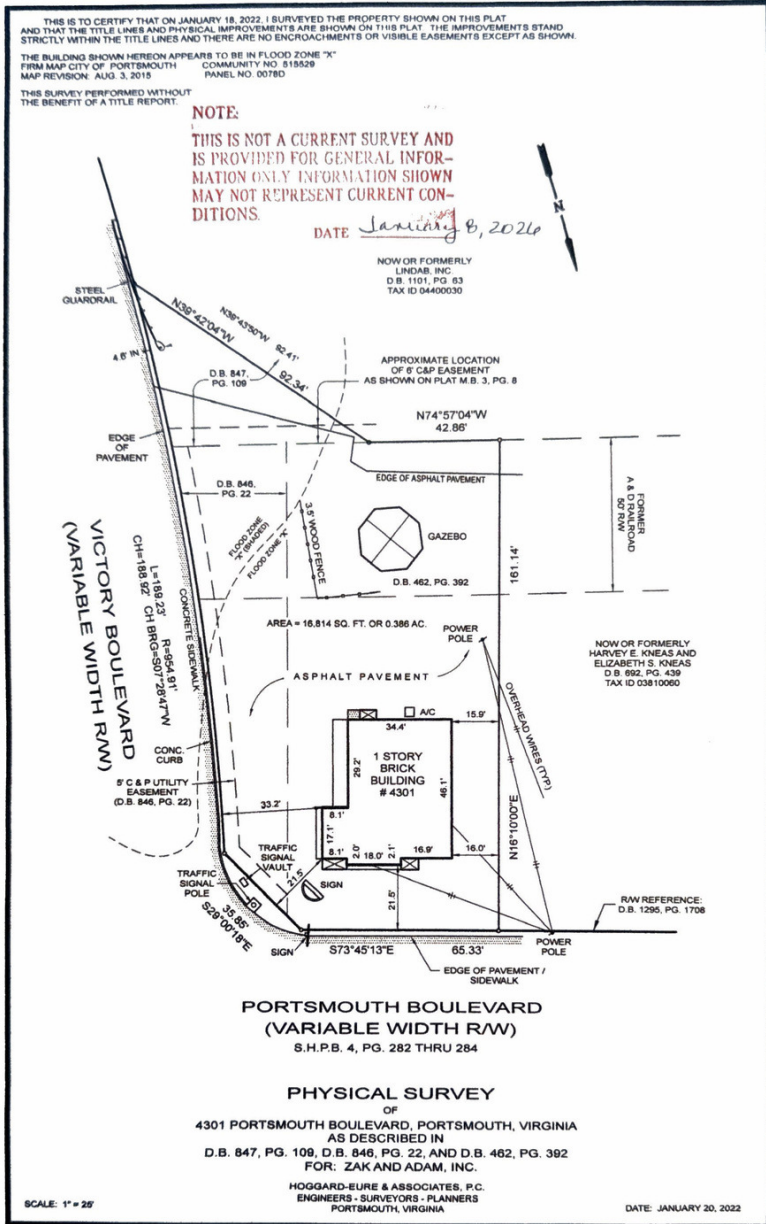 THIS IS TO CERTIFY THAT ON JANUARY 18, 2022, I SURVEYED THE PROPERTY SHOWN ON THIS PLAT
AND THAT THE TITLE LINES AND PHYSICAL IMPROVEMENTS ARE SHOWN ON THIS PLAT. THE IMPROVEMENTS STAND
STRICTLY WITHIN THE TITLE LINES AND THERE ARE NO ENCROACHMENTS OR VISIBLE EASEMENTS EXCEPT AS SHOWN.
THE BUILDING SHOWN HEREON APPEARS TO BE IN FLOOD ZONE "X"
FIRM MAP CITY OF PORTSMOUTH COMMUNITY NO 515529
MAP REVISION: AUG. 3, 2015 PANEL NO. 0076D
THIS SURVEY PERFORMED WITHOUT
THE BENEFIT OF A TITLE REPORT.
NOTE:
THIS IS NOT A CURRENT SURVEY AND
IS PROVIDED FOR GENERAL INFOR-
MATION ONLY INFORMATION SHOWN
MAY NOT REPRESENT CURRENT CON-
DITIONS.
DATE January 8, 2026
N
NOW OR FORMERLY
LINDAB, INC.
D.B. 1101, PG. 63
TAX ID 04400030
STEEL
GUARDRAIL
N39°42'04"W
92.34'
N39°45'50"W
92.41'
4.6' IN
D.B. 847,
PG. 109
APPROXIMATE LOCATION
OF 6' C&P EASEMENT
AS SHOWN ON PLAT M.B. 3, PG. 8
N74°57'04"W
42.86'
EDGE
OF
PAVEMENT
EDGE OF ASPHALT PAVEMENT
D.B. 846,
PG. 22
FORMER
A & D RAILROAD
50' R/W
FLOOD ZONE
"X" (SHADED)
FLOOD ZONE "X"
3.5' WOOD FENCE
GAZEBO
161.14'
D.B. 462, PG. 392
VICTORY BOULEVARD
(VARIABLE WIDTH R/W)
L=189.23' R=954.91'
CH=188.92' CH BRG=S07°28'47"W
CONCRETE SIDEWALK
AREA = 16,814 SQ. FT. OR 0.386 AC.
POWER
POLE
NOW OR FORMERLY
HARVEY E. KNEAS AND
ELIZABETH S. KNEAS
D.B. 692, PG. 439
TAX ID 03810060
ASPHALT PAVEMENT
OVERHEAD WIRES (TYP.)
A/C
34.4'
15.9'
CONC.
CURB
1 STORY
BRICK
BUILDING
# 4301
29.2'
46.1'
5' C & P UTILITY
EASEMENT
(D.B. 846, PG. 22)
33.2'
8.1'
17.1'
N16°10'00"E
8.1'
2.0'
18.0'
2.1'
16.9'
16.0'
TRAFFIC
SIGNAL
VAULT
TRAFFIC
SIGNAL
POLE
21.5'
SIGN
21.5'
35.85'
S29°00'18"E
R/W REFERENCE:
D.B. 1295, PG. 1708
SIGN
S73°45'13"E 65.33'
POWER
POLE
EDGE OF PAVEMENT /
SIDEWALK
PORTSMOUTH BOULEVARD
(VARIABLE WIDTH R/W)
S.H.P.B. 4, PG. 282 THRU 284
PHYSICAL SURVEY
OF
4301 PORTSMOUTH BOULEVARD, PORTSMOUTH, VIRGINIA
AS DESCRIBED IN
D.B. 847, PG. 109, D.B. 846, PG. 22, AND D.B. 462, PG. 392
FOR: ZAK AND ADAM, INC.
HOGGARD-EURE & ASSOCIATES, P.C.
ENGINEERS - SURVEYORS - PLANNERS
PORTSMOUTH, VIRGINIA
SCALE: 1" = 25'
DATE: JANUARY 20, 2022